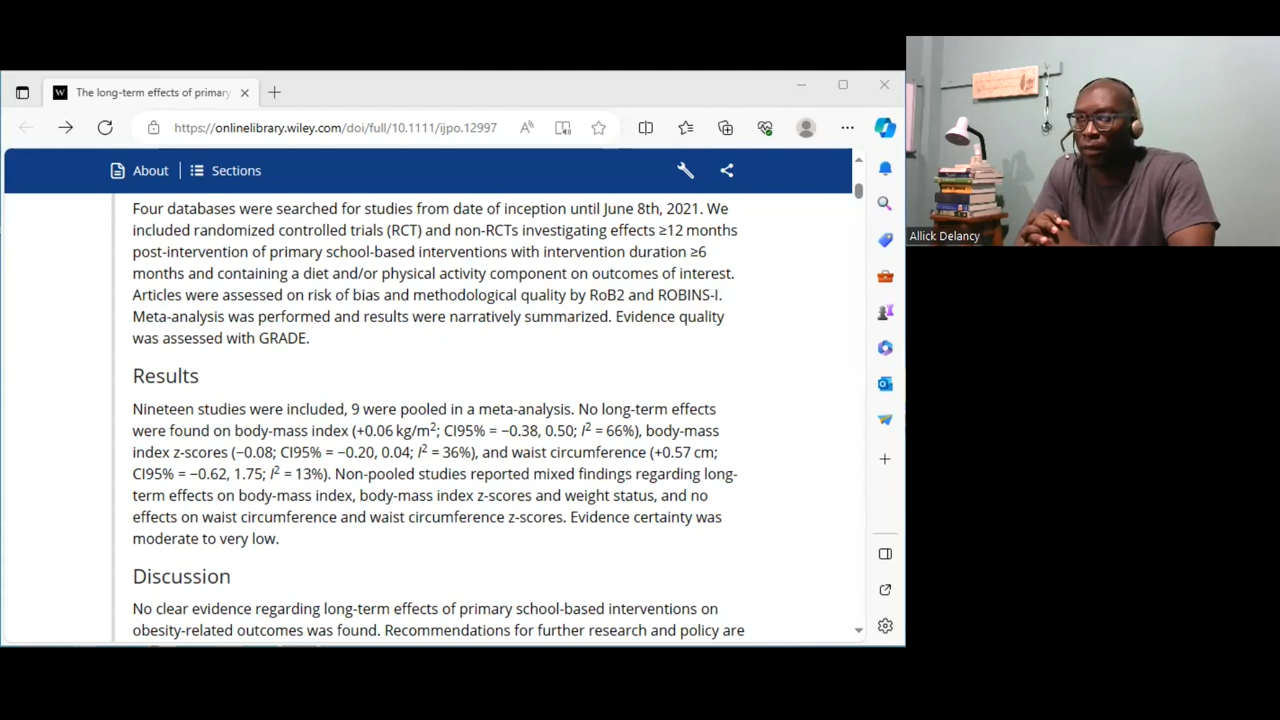 The long-term effects of primary
https://onlinelibrary.wiley.com/doi/full/10.1111/ijpo.12997
About
Sections
Four databases were searched for studies from date of inception until June 8th, 2021. We
included randomized controlled trials (RCT) and non-RCTs investigating effects ≥12 months
post-intervention of primary school-based interventions with intervention duration ≥6
months and containing a diet and/or physical activity component on outcomes of interest.
Articles were assessed on risk of bias and methodological quality by RoB2 and ROBINS-I.
Meta-analysis was performed and results were narratively summarized. Evidence quality
was assessed with GRADE.
Results
Nineteen studies were included, 9 were pooled in a meta-analysis. No long-term effects
were found on body-mass index (+0.06 kg/m²; CI95% = −0.38, 0.50; I² = 66%), body-mass
index z-scores (−0.08; CI95% = −0.20, 0.04; I² = 36%), and waist circumference (+0.57 cm;
CI95% = −0.62, 1.75; I² = 13%). Non-pooled studies reported mixed findings regarding long-
term effects on body-mass index, body-mass index z-scores and weight status, and no
effects on waist circumference and waist circumference z-scores. Evidence certainty was
moderate to very low.
Discussion
No clear evidence regarding long-term effects of primary school-based interventions on
obesity-related outcomes was found. Recommendations for further research and policy are
Allick Delancy